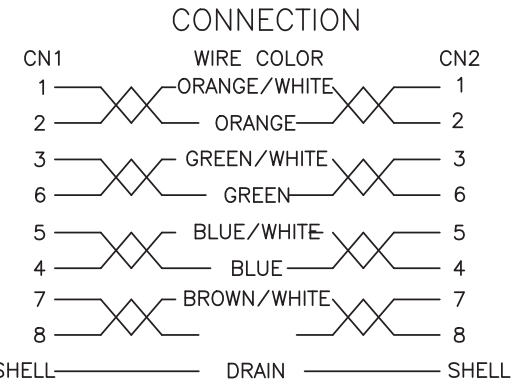 CONNECTION
CN1 WIRE COLOR CN2
1 ORANGE/WHITE 1
2 ORANGE 2
3 GREEN/WHITE 3
6 GREEN 6
5 BLUE/WHITE 5
4 BLUE 4
7 BROWN/WHITE 7
8 8
SHELL DRAIN SHELL